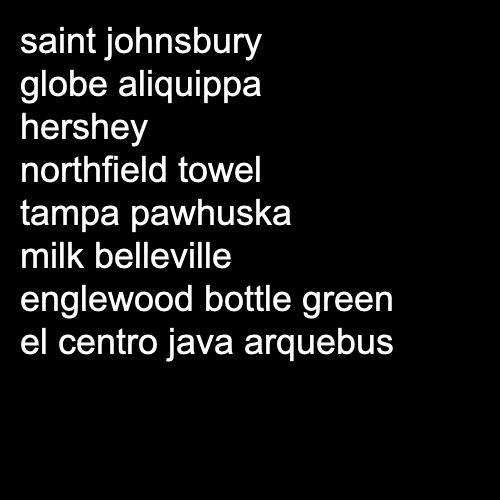 saint johnsbury
globe aliquippa
hershey
northfield towel
tampa pawhuska
milk belleville
englewood bottle green
el centro java arquebus